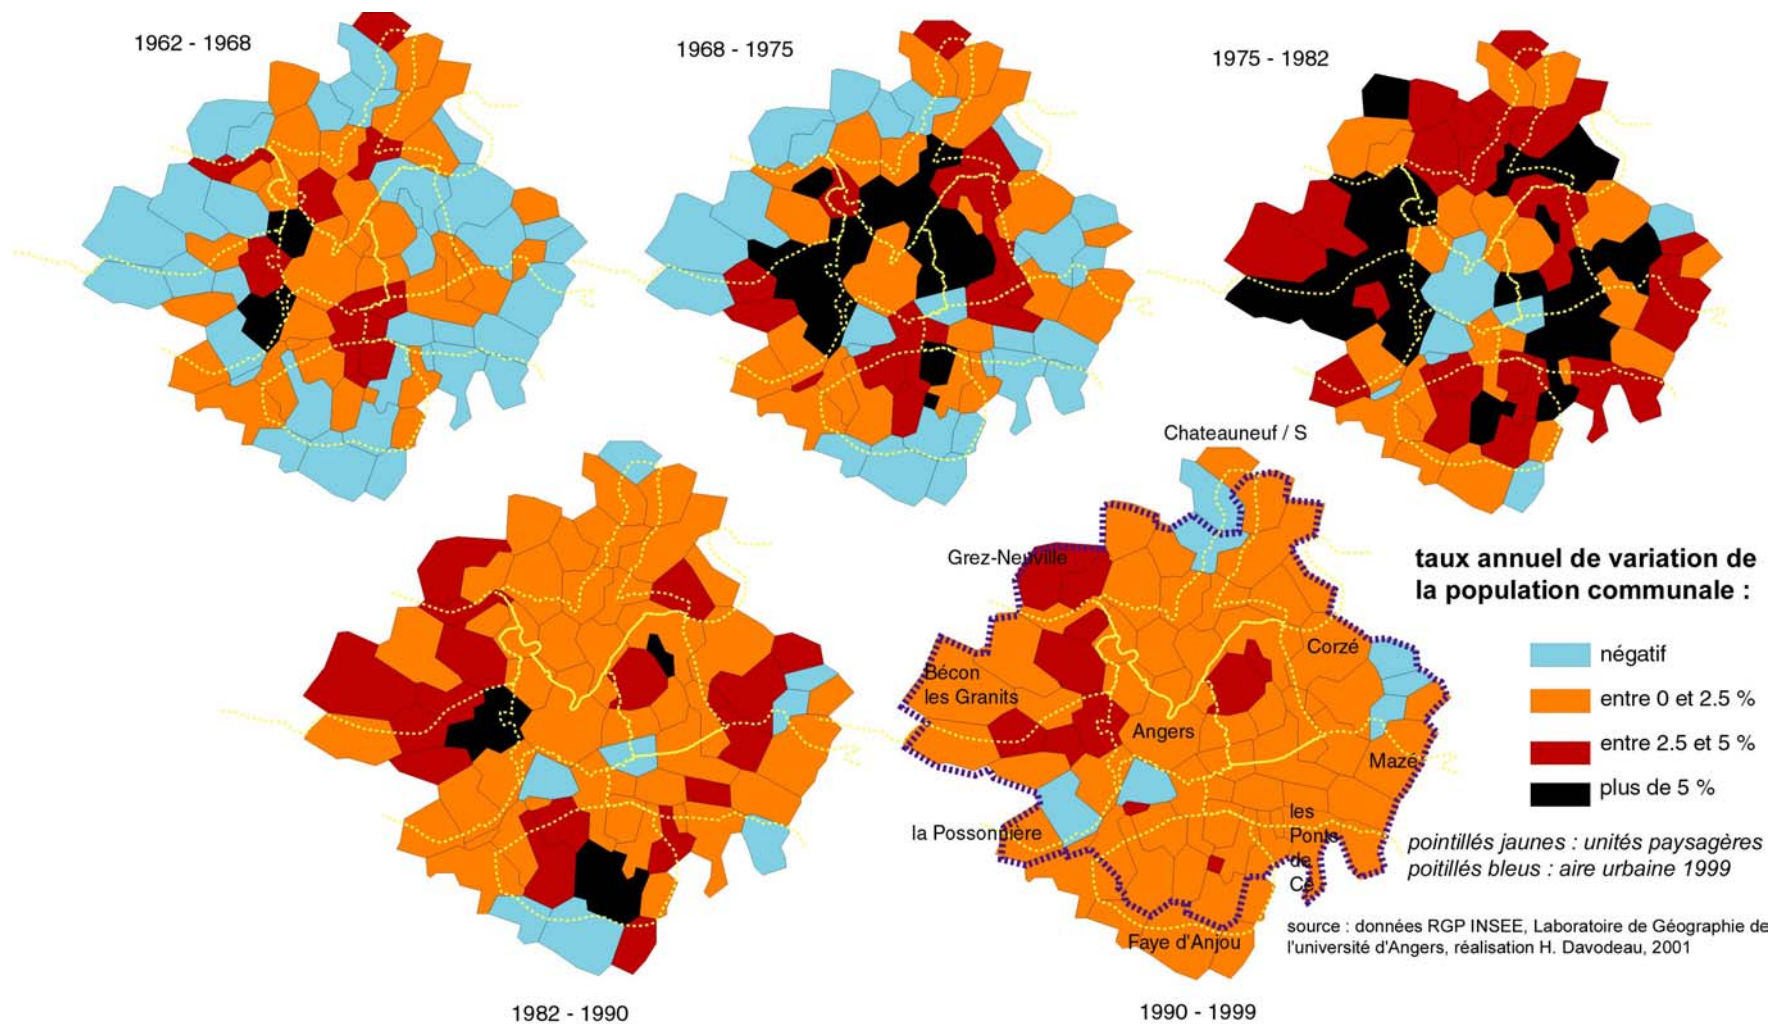 1962 - 1968
1968 - 1975
1975 - 1982
Chateauneuf / S
Grez-Neuville
Corzé
Bécon
les Granits
Angers
Mazé
la Possonnière
les
Ponts
de
Cé
Faye d'Anjou
taux annuel de variation de
la population communale :
négatif
entre 0 et 2.5 %
entre 2.5 et 5 %
plus de 5 %
pointillés jaunes : unités paysagères
poitillés bleus : aire urbaine 1999
source : données RGP INSEE, Laboratoire de Géographie de
l'université d'Angers, réalisation H. Davodeau, 2001
1982 - 1990
1990 - 1999